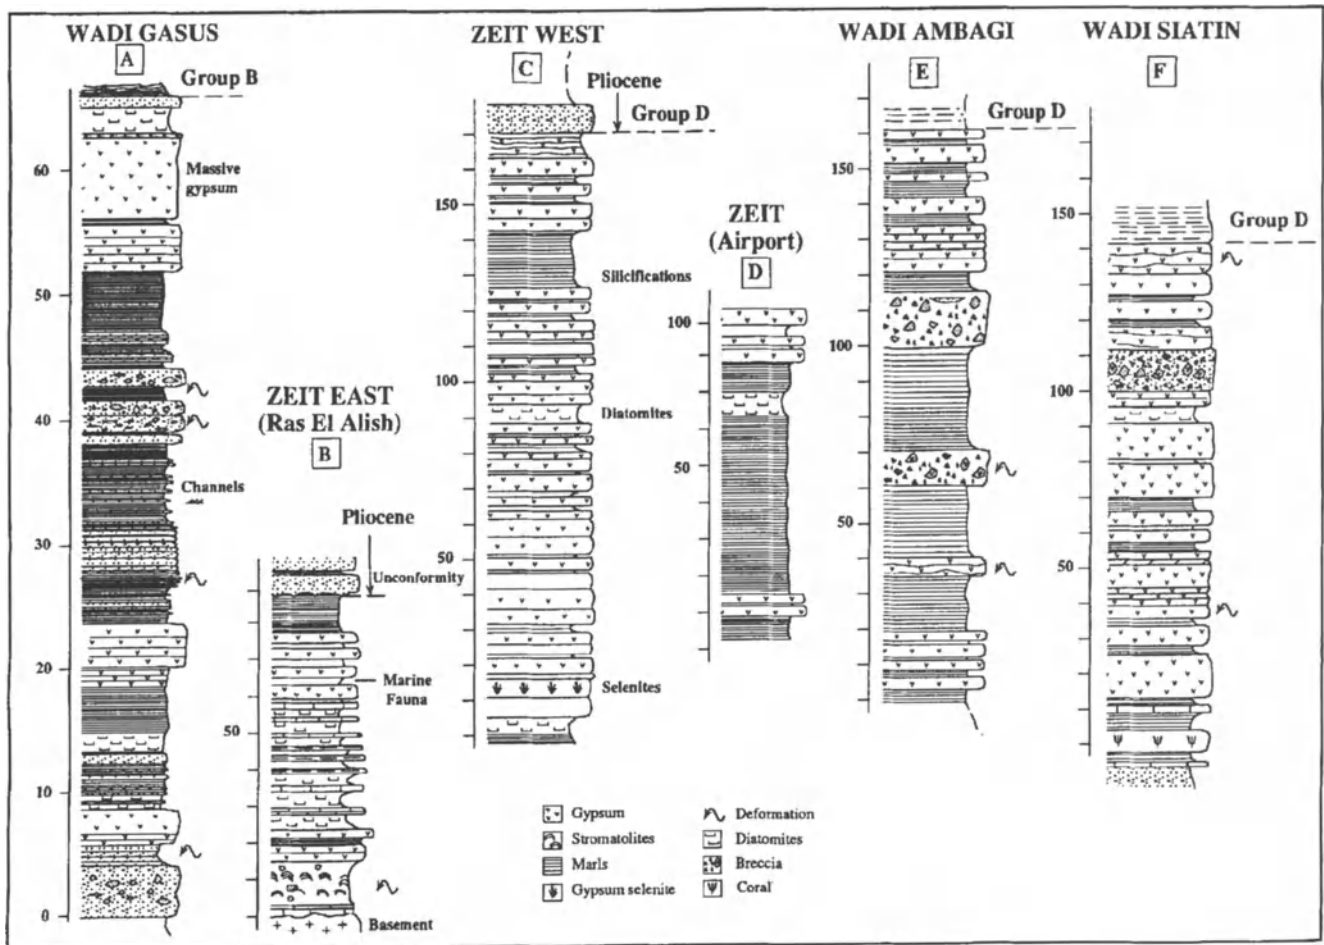 WADI GASUS
A
Group B
60
Massive
gypsum
50
40
Channels
30
20
10
0
ZEIT EAST
(Ras El Alish)
B
Pliocene
Unconformity
Marine
Fauna
50
Basement
ZEIT WEST
C
Pliocene
Group D
150
Silicifications
100
Diatomites
50
Selenites
ZEIT
(Airport)
D
100
50
WADI AMBAGI
E
Group D
150
100
50
WADI SIATIN
F
150
Group D
100
50
Gypsum
Stromatolites
Marls
Gypsum selenite
Deformation
Diatomites
Breccia
Coral